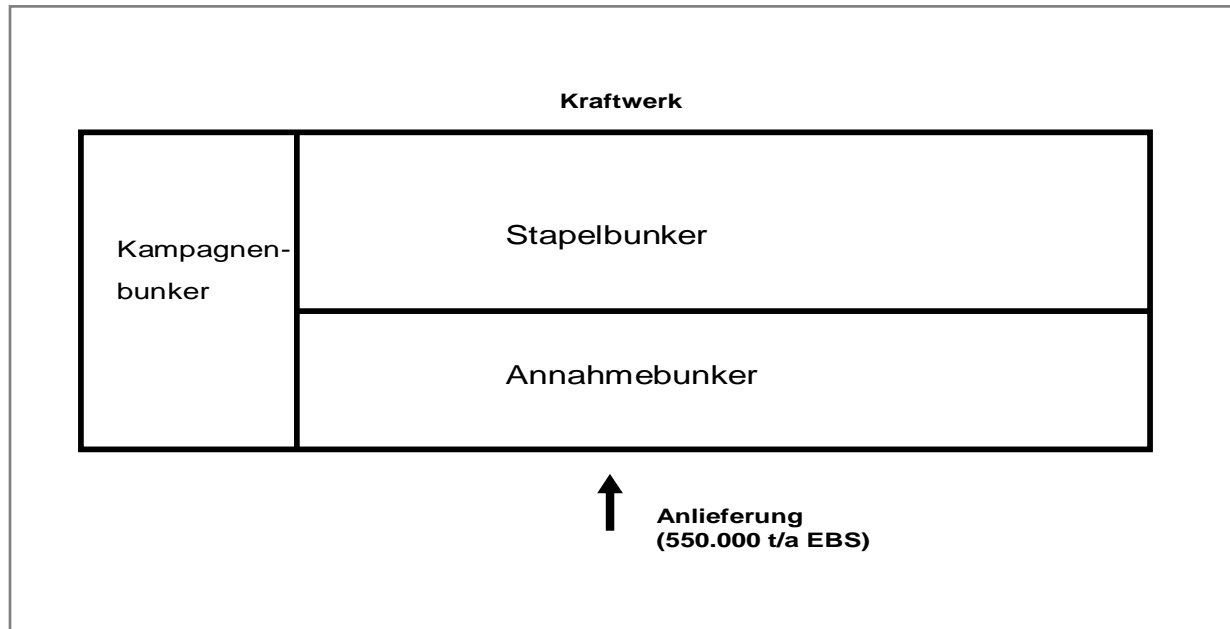 Kraftwerk
Kampagnen-
bunker
Stapelbunker
Annahmebunker
Anlieferung
(550.000 t/a EBS)